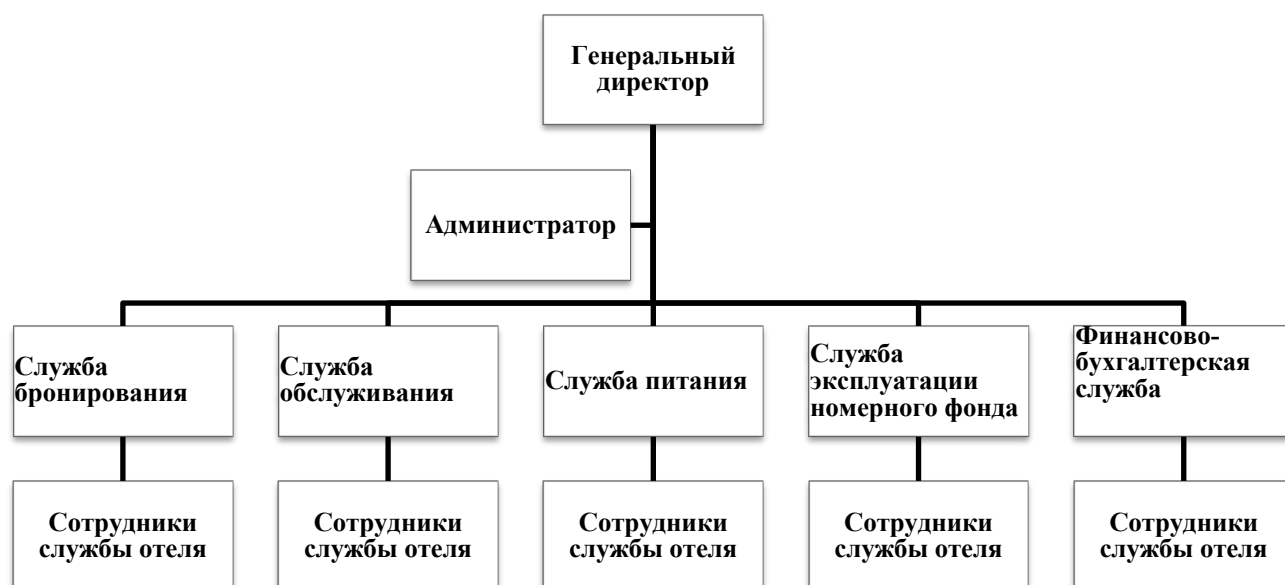 Генеральный
директор
Администратор
Служба
бронирования
Служба
обслуживания
Служба питания
Служба
эксплуатации
номерного фонда
Финансово-
бухгалтерская
служба
Сотрудники
службы отеля
Сотрудники
службы отеля
Сотрудники
службы отеля
Сотрудники
службы отеля
Сотрудники
службы отеля